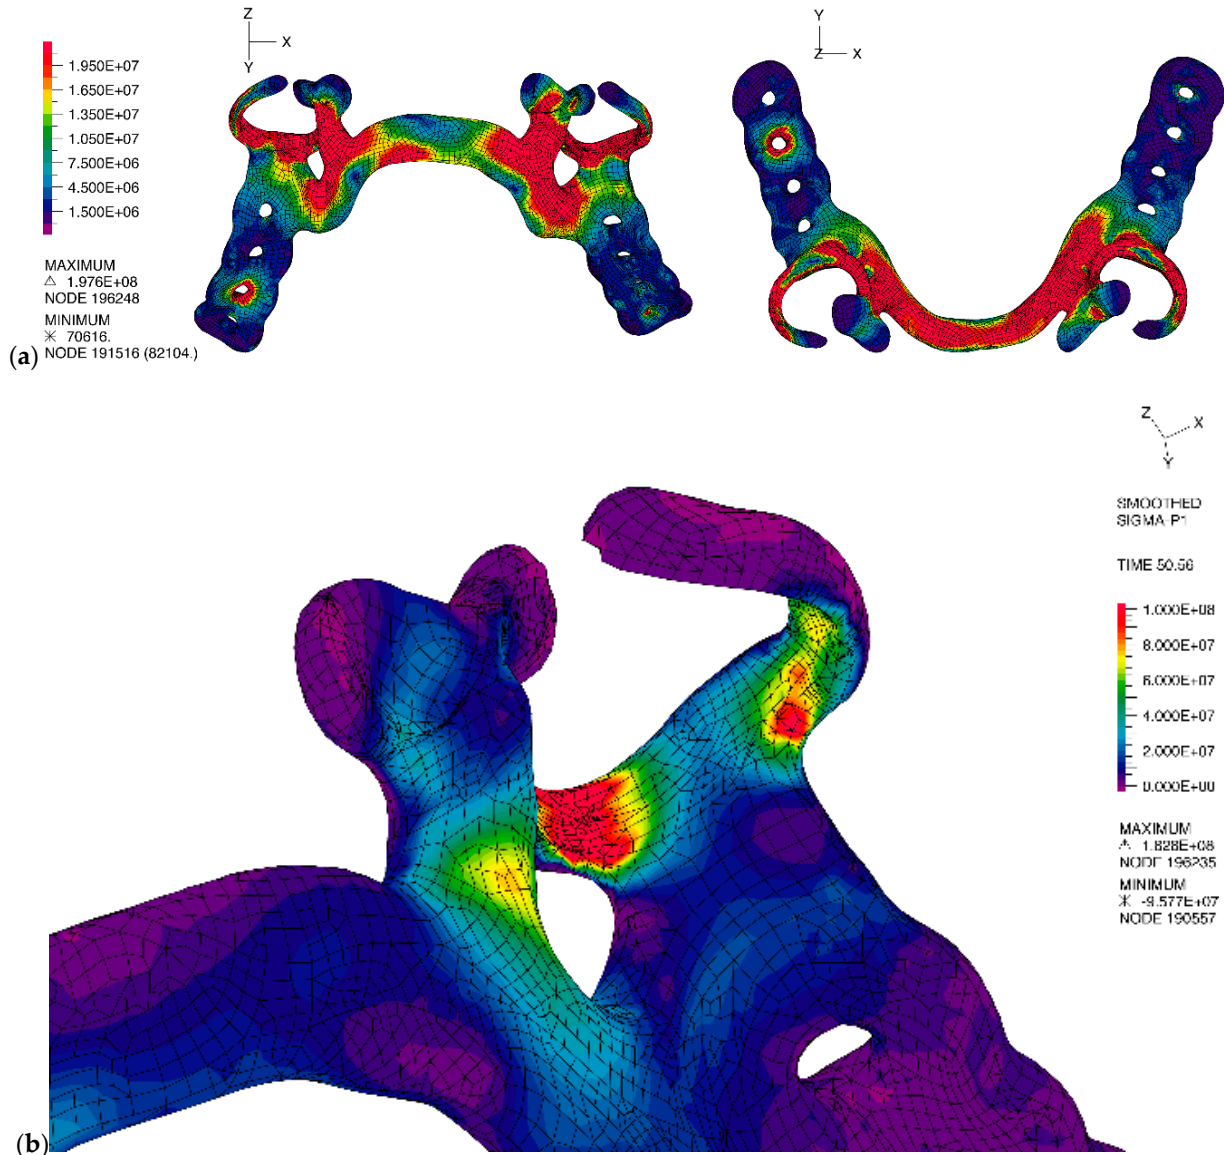 Z
X
Y
1.950E+07
1.650E+07
1.350E+07
1.050E+07
7.500E+06
4.500E+06
1.500E+06
MAXIMUM
△ 1.976E+08
NODE 196248
MINIMUM
✳ 70616.
NODE 191516 (82104.)
(a)
Y
Z X
Z
X
Y
SMOOTHED
SIGMA P1
TIME 50.56
1.000E+08
8.000E+07
6.000E+07
4.000E+07
2.000E+07
0.000E+00
MAXIMUM
△ 1.828E+08
NODE 196235
MINIMUM
✳ -9.577E+07
NODE 190557
(b)